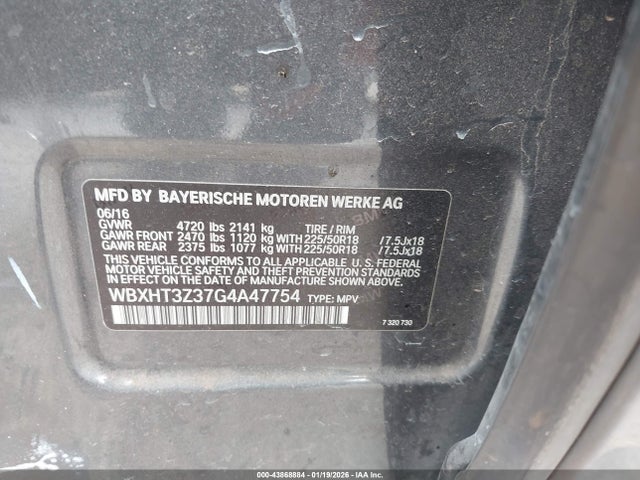 MFD BY BAYERISCHE MOTOREN WERKE AG
06/16
GVWR 4720 lbs 2141 kg TIRE / RIM
GAWR FRONT 2470 lbs 1120 kg WITH 225/50R18 /7.5Jx18
GAWR REAR 2375 lbs 1077 kg WITH 225/50R18 /7.5Jx18
THIS VEHICLE CONFORMS TO ALL APPLICABLE U. S. FEDERAL
MOTOR VEHICLE SAFETY, BUMPER, AND THEFT PREVENTION
STANDARDS IN EFFECT ON THE DATE OF
MANUFACTURE SHOWN ABOVE.
WBXHT3Z37G4A47754 TYPE: MPV
7 320 730
000-43868884 | 01/19/2026 - IAA Inc.